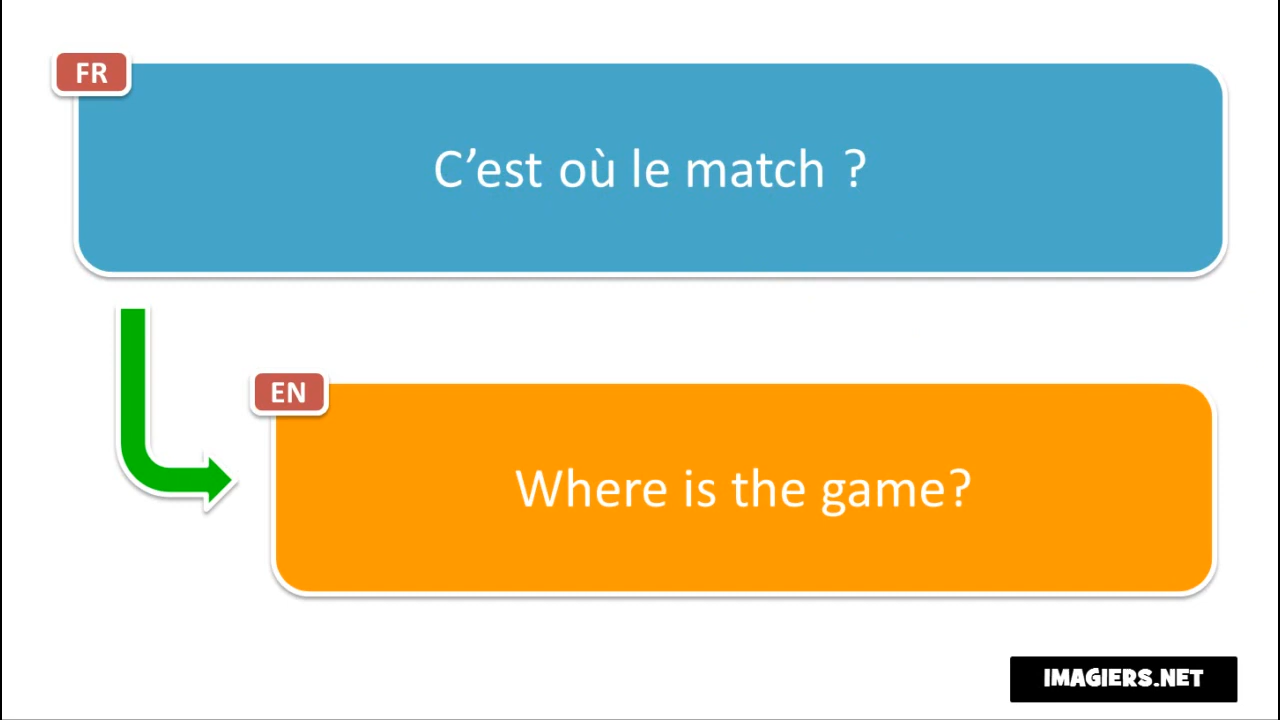 FR
C’est où le match ?
EN
Where is the game?
IMAGIERS.NET